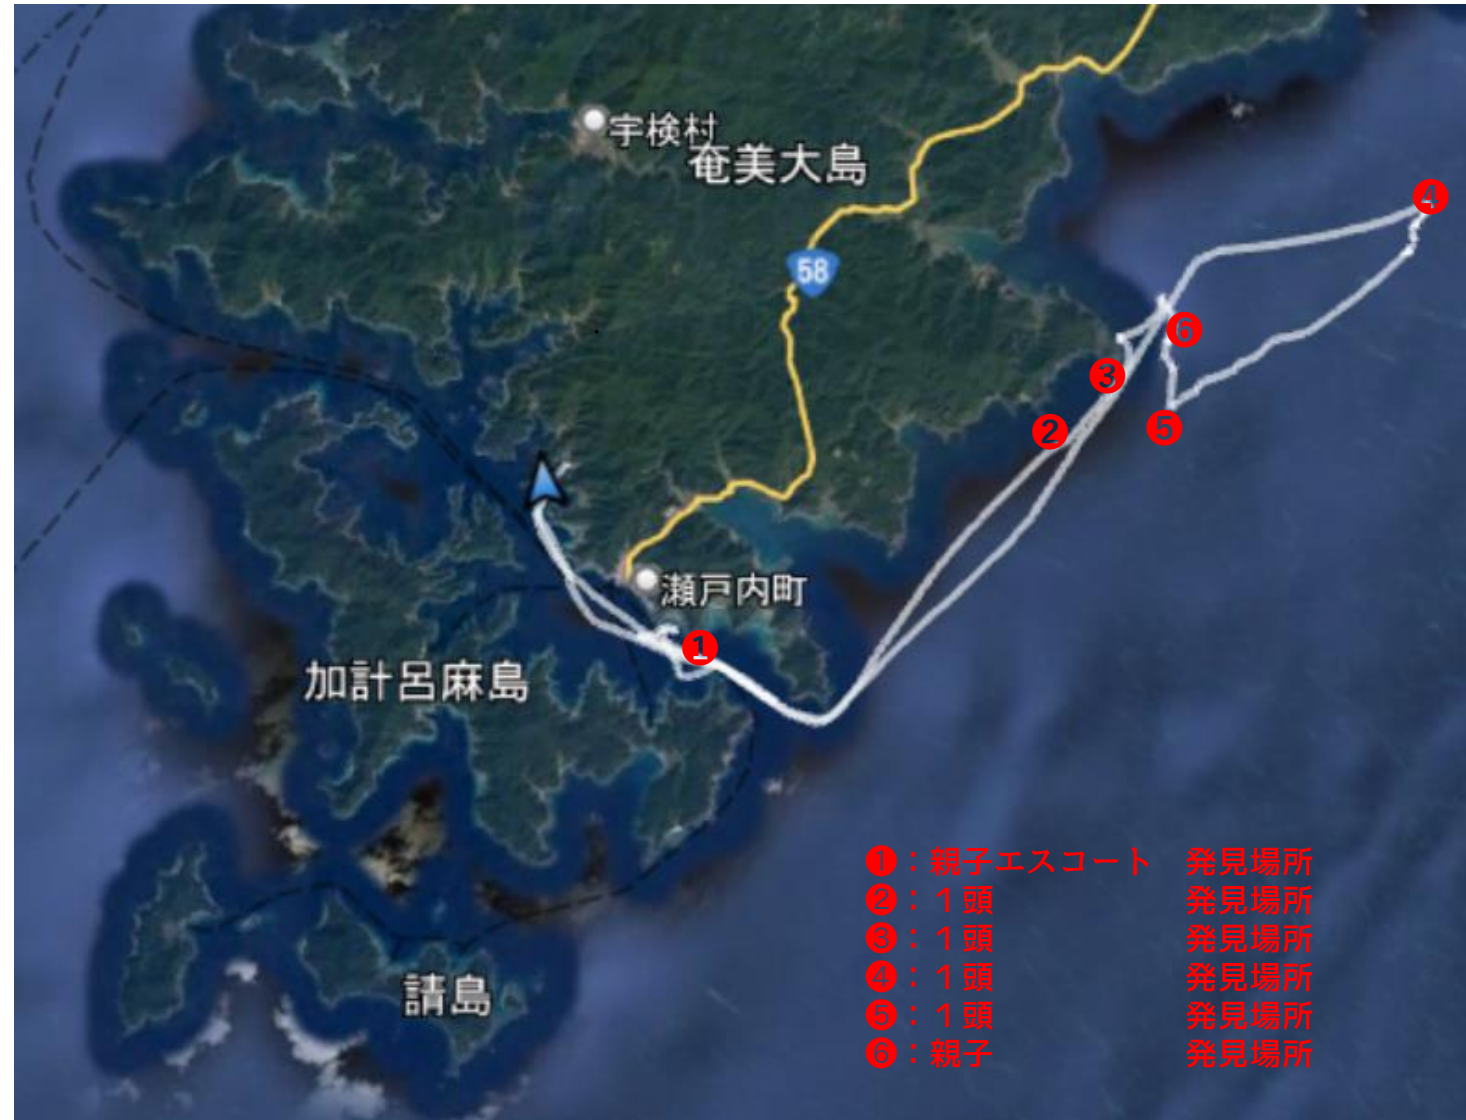 宇検村
奄美大島
58
❹
❻
❸
❷
❺
瀬戸内町
❶
加計呂麻島
❶：親子エスコート　発見場所
❷：１頭　発見場所
❸：１頭　発見場所
❹：１頭　発見場所
❺：１頭　発見場所
❻：親子　発見場所
請島